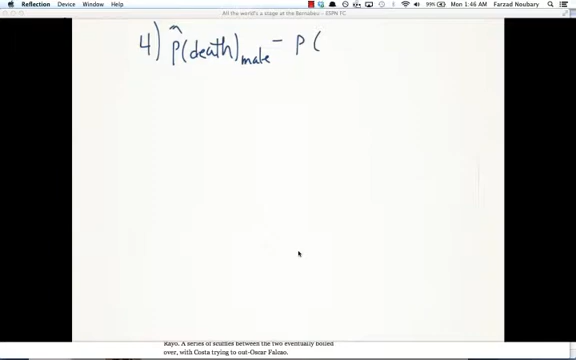 Reflection Device Window Help 99% Mon 1:46 AM Farzad Noubary
All the world's a stage at the Bernabeu - ESPN FC
4) p̂(death)male - p(
Rayo. A series of scuffles between the two eventually boiled
over, with Costa trying to out-Oscar Falcao.